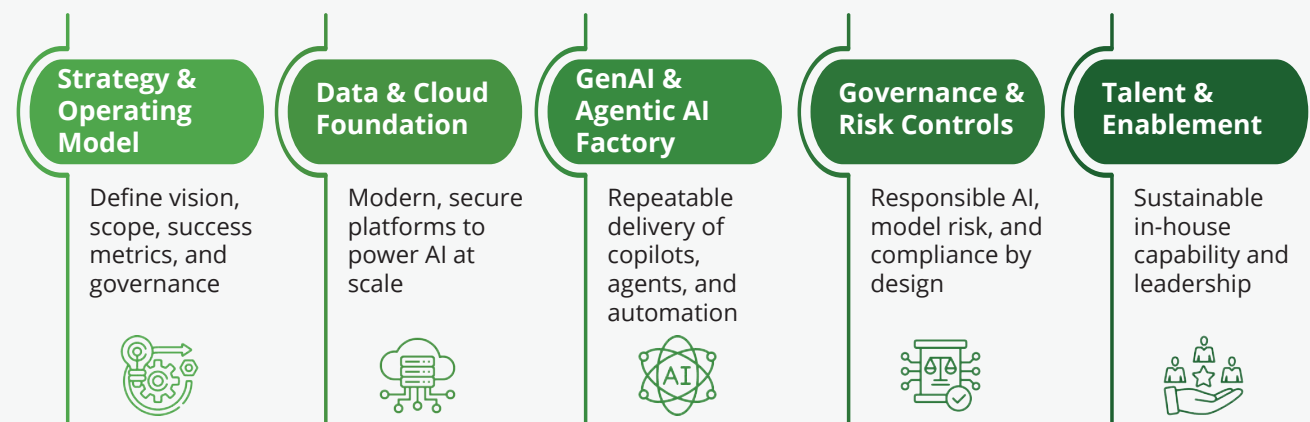 Strategy &
Operating
Model
Define vision,
scope, success
metrics, and
governance
Data & Cloud
Foundation
Modern, secure
platforms to
power AI at
scale
GenAI &
Agentic AI
Factory
Repeatable
delivery of
copilots,
agents, and
automation
AI
Governance &
Risk Controls
Responsible AI,
model risk, and
compliance by
design
Talent &
Enablement
Sustainable
in-house
capability and
leadership